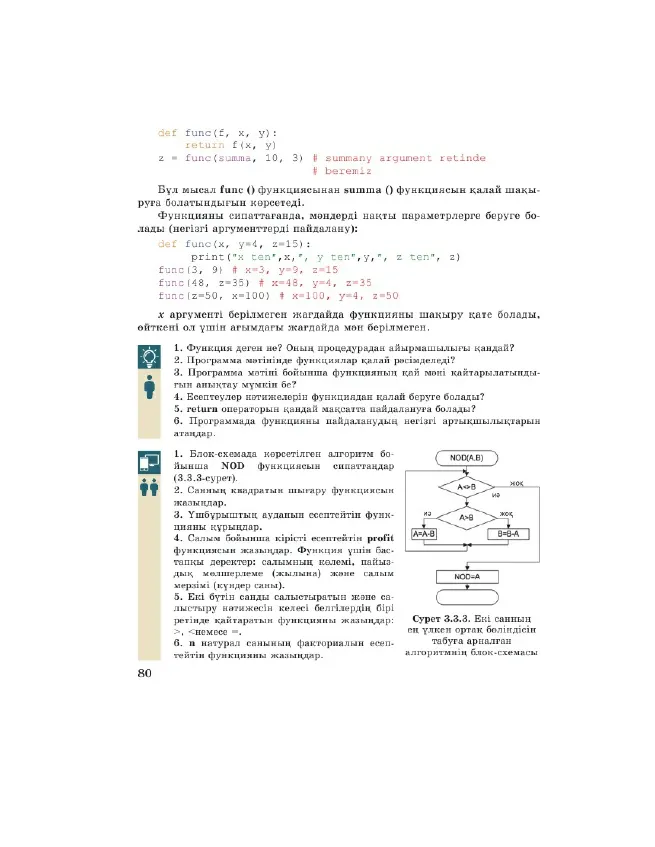 def func(f, x, y):
return f(x, y)
z = func(summa, 10, 3) # summany argument retinde
# beremiz
Бұл мысал func () функциясынан summa () функциясын қалай шақы-
руға болатындығын көрсетеді.
Функцияны сипаттағанда, мәндерді нақты параметрлерге беруге бо-
лады (негізгі аргументтерді пайдалану):
def func(x, y=4, z=15):
print("x ten",x,", y ten",y,", z ten", z)
func(3, 9) # x=3, y=9, z=15
func(48, z=35) # x=48, y=4, z=35
func(z=50, x=100) # x=100, y=4, z=50
x аргументі берілмеген жағдайда функцияны шақыру қате болады,
өйткені ол үшін ағымдағы жағдайда мән берілмеген.
1. Функция деген не? Оның процедурадан айырмашылығы қандай?
2. Программа мәтінінде функциялар қалай рәсімделеді?
3. Программа мәтіні бойынша функцияның қай мәні қайтарылатынды-
ғын анықтау мүмкін бе?
4. Есептеулер нәтижелерін функциядан қалай беруге болады?
5. return операторын қандай мақсатта пайдалануға болады?
6. Программада функцияны пайдаланудың негізгі артықшылықтарын
атаңдар.
1. Блок-схемада көрсетілген алгоритм бо-
йынша NOD функциясын сипаттаңдар
(3.3.3-сурет).
2. Санның квадратын шығару функциясын
жазыңдар.
3. Үшбұрыштың ауданын есептейтін функ-
цияны құрыңдар.
4. Салым бойынша кірісті есептейтін profit
функциясын жазыңдар. Функция үшін бас-
тапқы деректер: салымның көлемі, пайыз-
дық мөлшерлеме (жылына) және салым
мерзімі (күндер саны).
5. Екі бүтін санды салыстыратын және са-
лыстыру нәтижесін келесі белгілердің бірі
ретінде қайтаратын функцияны жазыңдар:
>, <немесе =.
6. n натурал санының факториалын есеп-
тейтін функцияны жазыңдар.
NOD(A,B)
A<>B
жоқ
иә
иә
A>B
жоқ
A=A-B
B=B-A
NOD=A
Сурет 3.3.3. Екі санның
ең үлкен ортақ бөліндісін
табуға арналған
алгоритмнің блок-схемасы
80